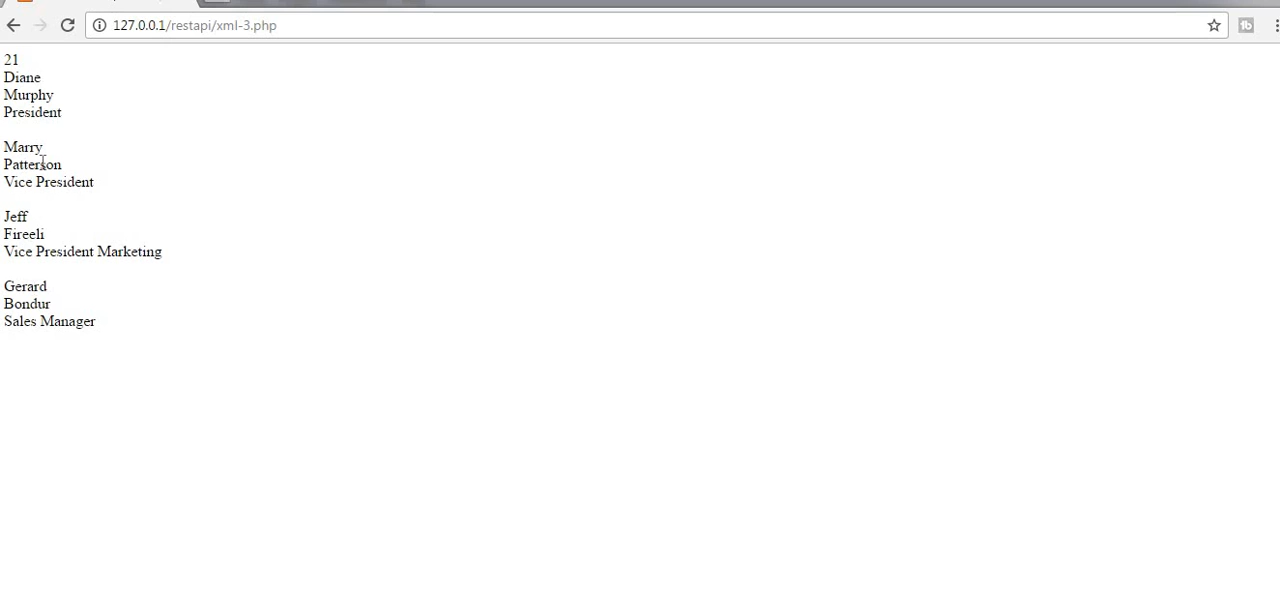 127.0.0.1/restapi/xml-3.php
21
Diane
Murphy
President
Marry
Patterson
Vice President
Jeff
Fireeli
Vice President Marketing
Gerard
Bondur
Sales Manager